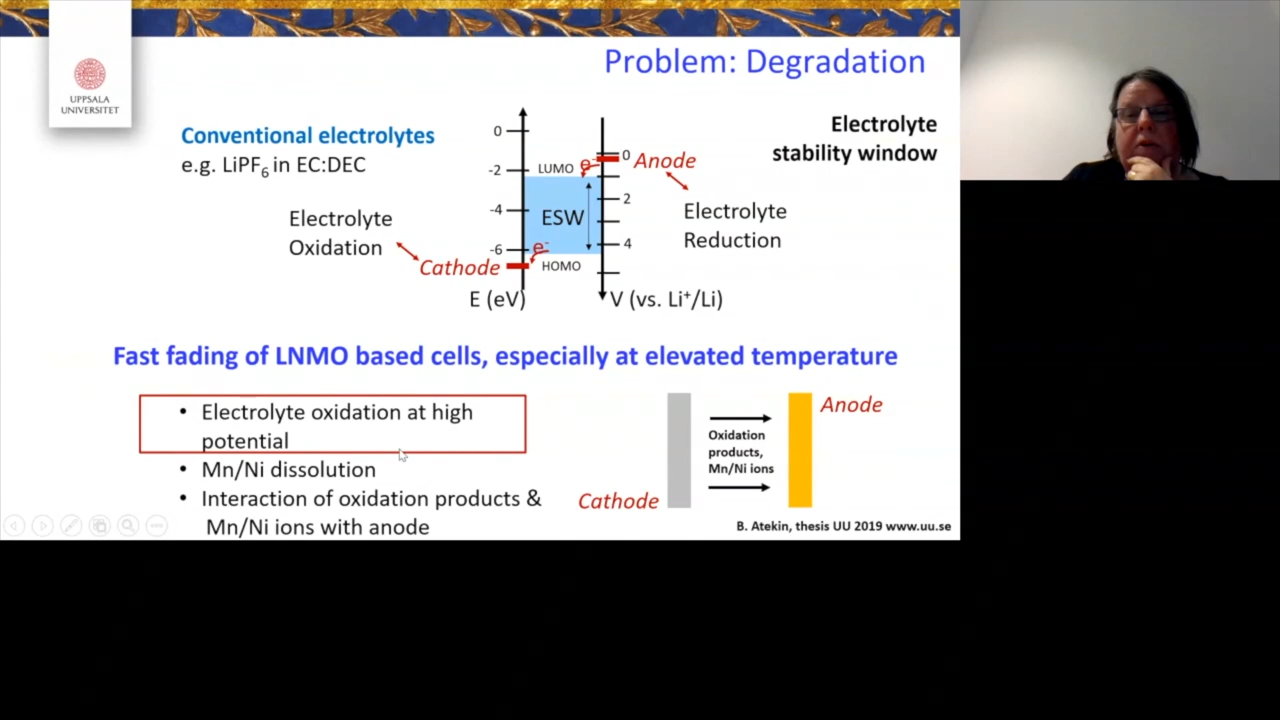 Problem: Degradation
UPPSALA
UNIVERSITET
Conventional electrolytes
e.g. LiPF₆ in EC:DEC
Electrolyte
stability window
0
-2
-4
-6
LUMO
e⁻
ESW
e⁻
HOMO
E (eV)
0
2
4
V (vs. Li⁺/Li)
Anode
Electrolyte
Reduction
Electrolyte
Oxidation
Cathode
Fast fading of LNMO based cells, especially at elevated temperature
• Electrolyte oxidation at high
potential
• Mn/Ni dissolution
• Interaction of oxidation products &
Mn/Ni ions with anode
Anode
Oxidation
products,
Mn/Ni ions
Cathode
B. Atekin, thesis UU 2019 www.uu.se